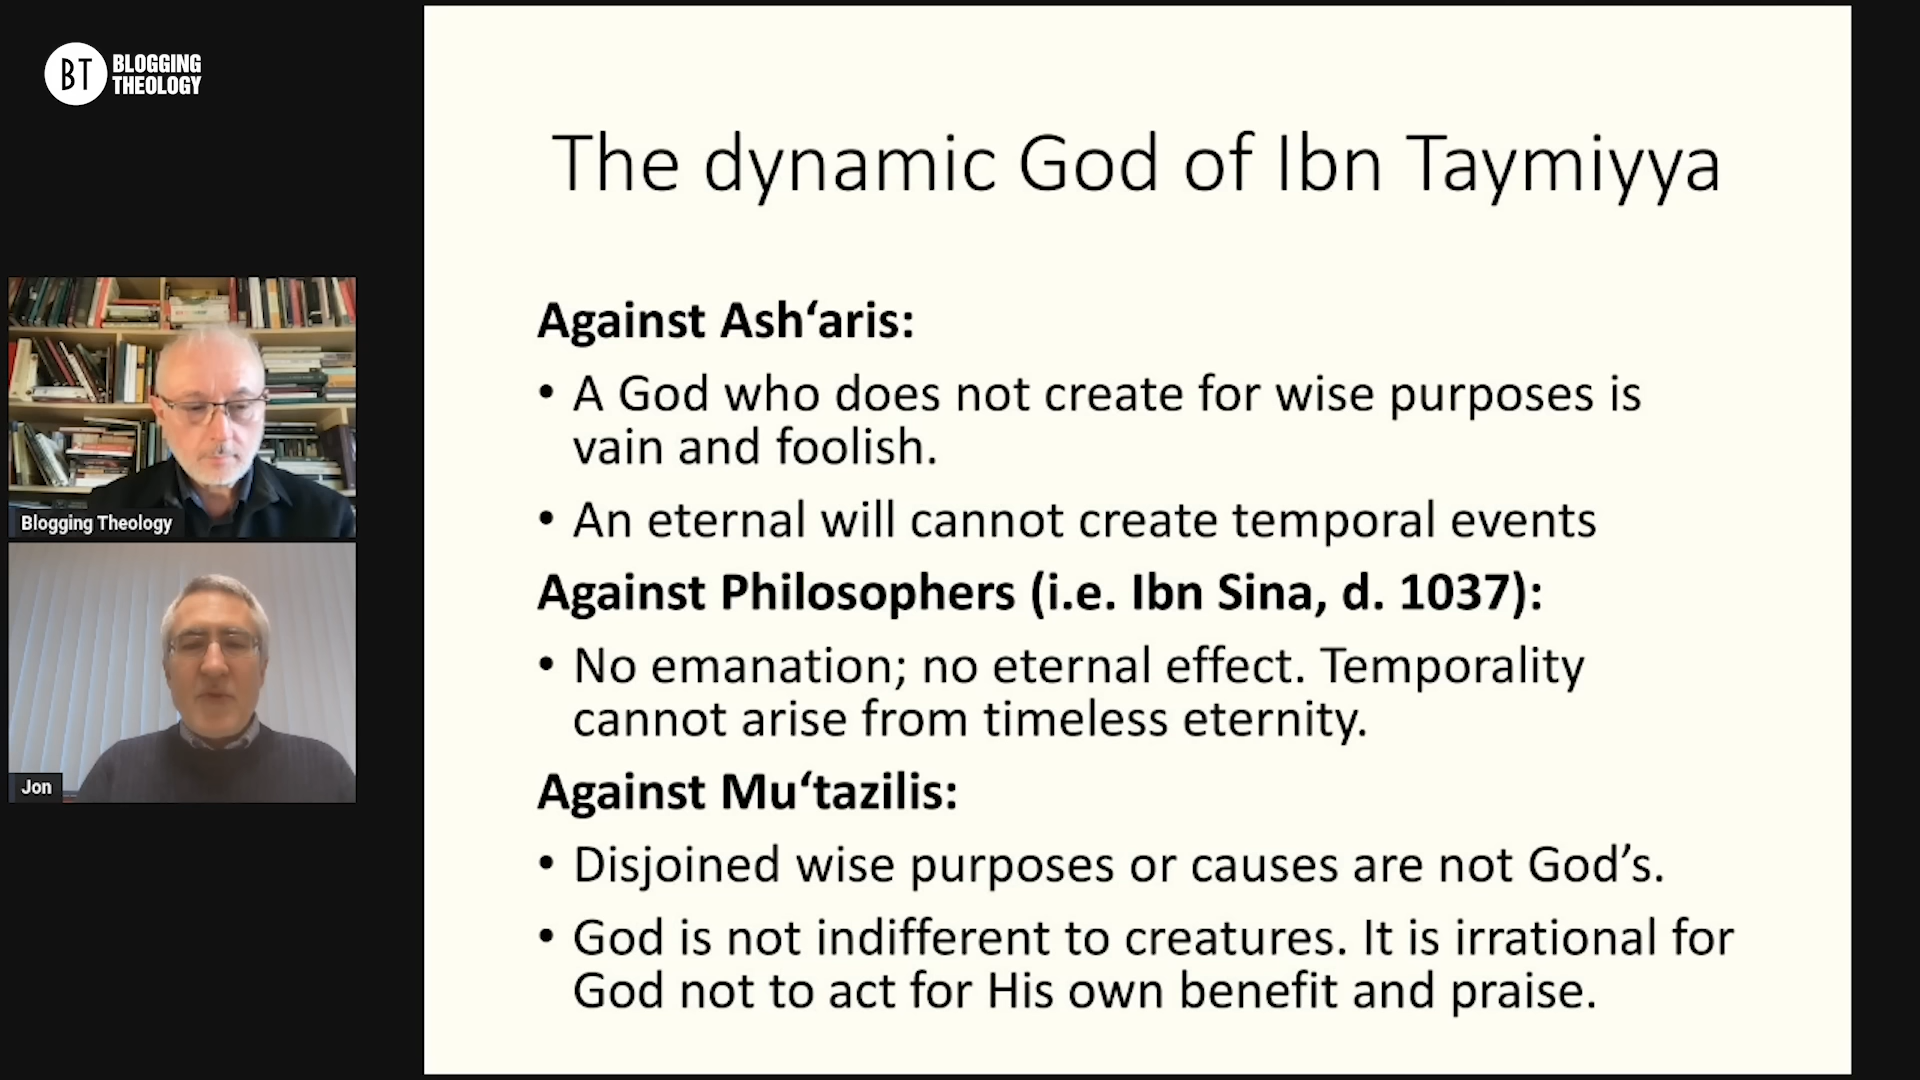 BT BLOGGING
THEOLOGY
The dynamic God of Ibn Taymiyya
Against Ash‘aris:
• A God who does not create for wise purposes is
vain and foolish.
• An eternal will cannot create temporal events
Against Philosophers (i.e. Ibn Sina, d. 1037):
• No emanation; no eternal effect. Temporality
cannot arise from timeless eternity.
Against Mu‘tazilis:
• Disjoined wise purposes or causes are not God’s.
• God is not indifferent to creatures. It is irrational for
God not to act for His own benefit and praise.
Blogging Theology
Jon